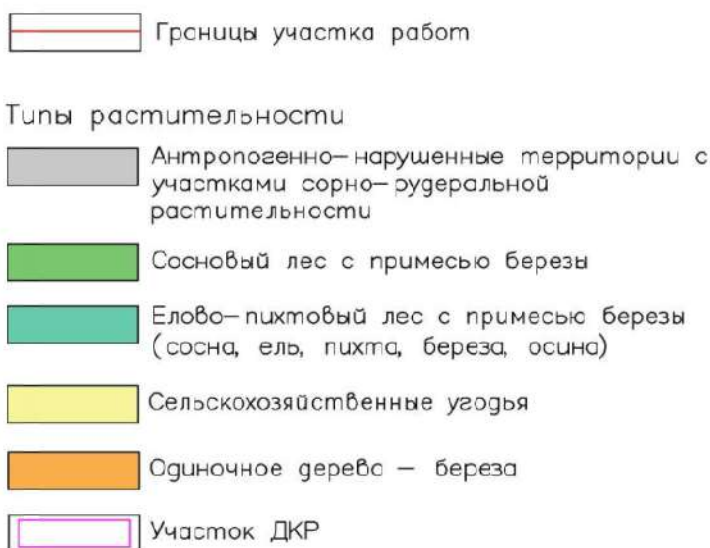 Границы участка работ
Типы растительности
Антропогенно-нарушенные территории с
участками сорно-рудеральной
растительности
Сосновый лес с примесью березы
Елово-пихтовый лес с примесью березы
(сосна, ель, пихта, береза, осина)
Сельскохозяйственные угодья
Одиночное дерево – береза
Участок ДКР